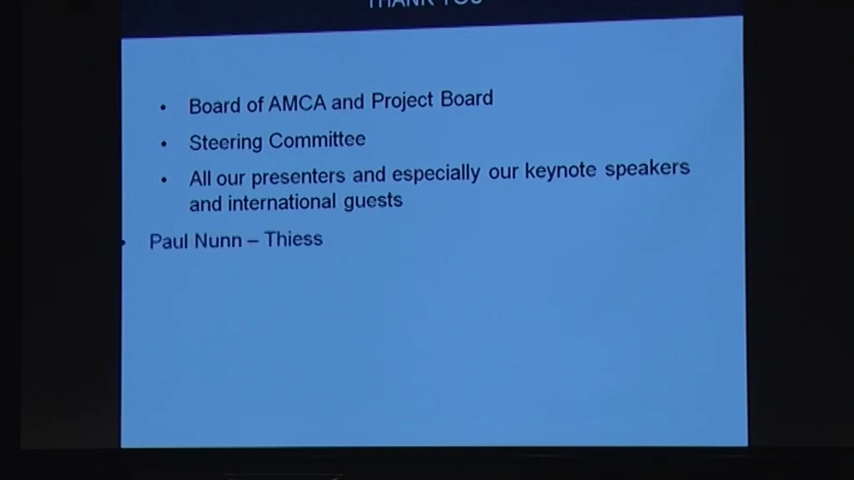 THANK YOU
• Board of AMCA and Project Board
• Steering Committee
• All our presenters and especially our keynote speakers
and international guests
• Paul Nunn – Thiess